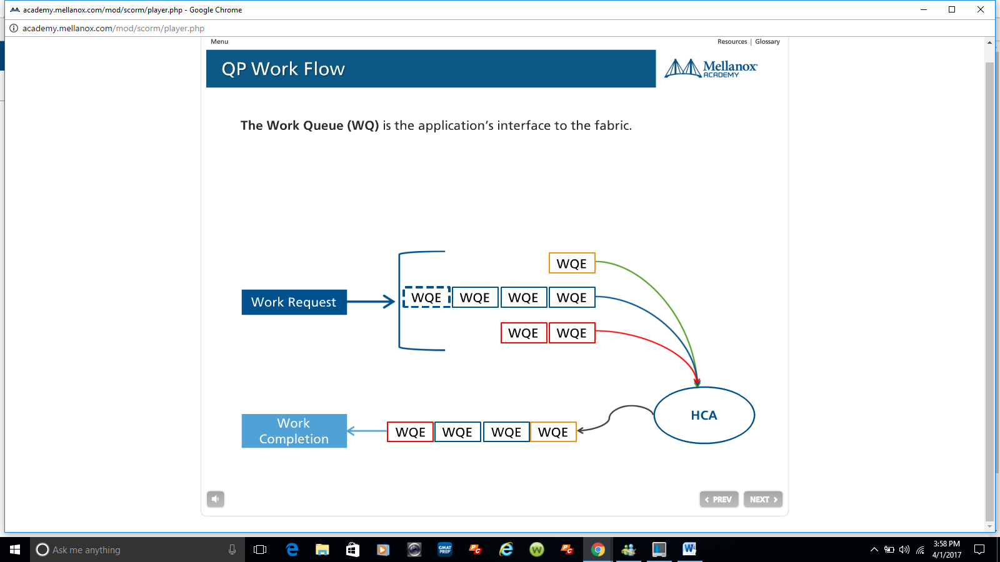 academy.mellanox.com/mod/scorm/player.php - Google Chrome
academy.mellanox.com/mod/scorm/player.php
Menu
Resources | Glossary
QP Work Flow
Mellanox
ACADEMY
The Work Queue (WQ) is the application's interface to the fabric.
WQE
Work Request
WQE WQE WQE WQE
WQE WQE
HCA
Work
Completion
WQE WQE WQE WQE
PREV
NEXT
Ask me anything
GMAT
PREP
3:58 PM
4/1/2017